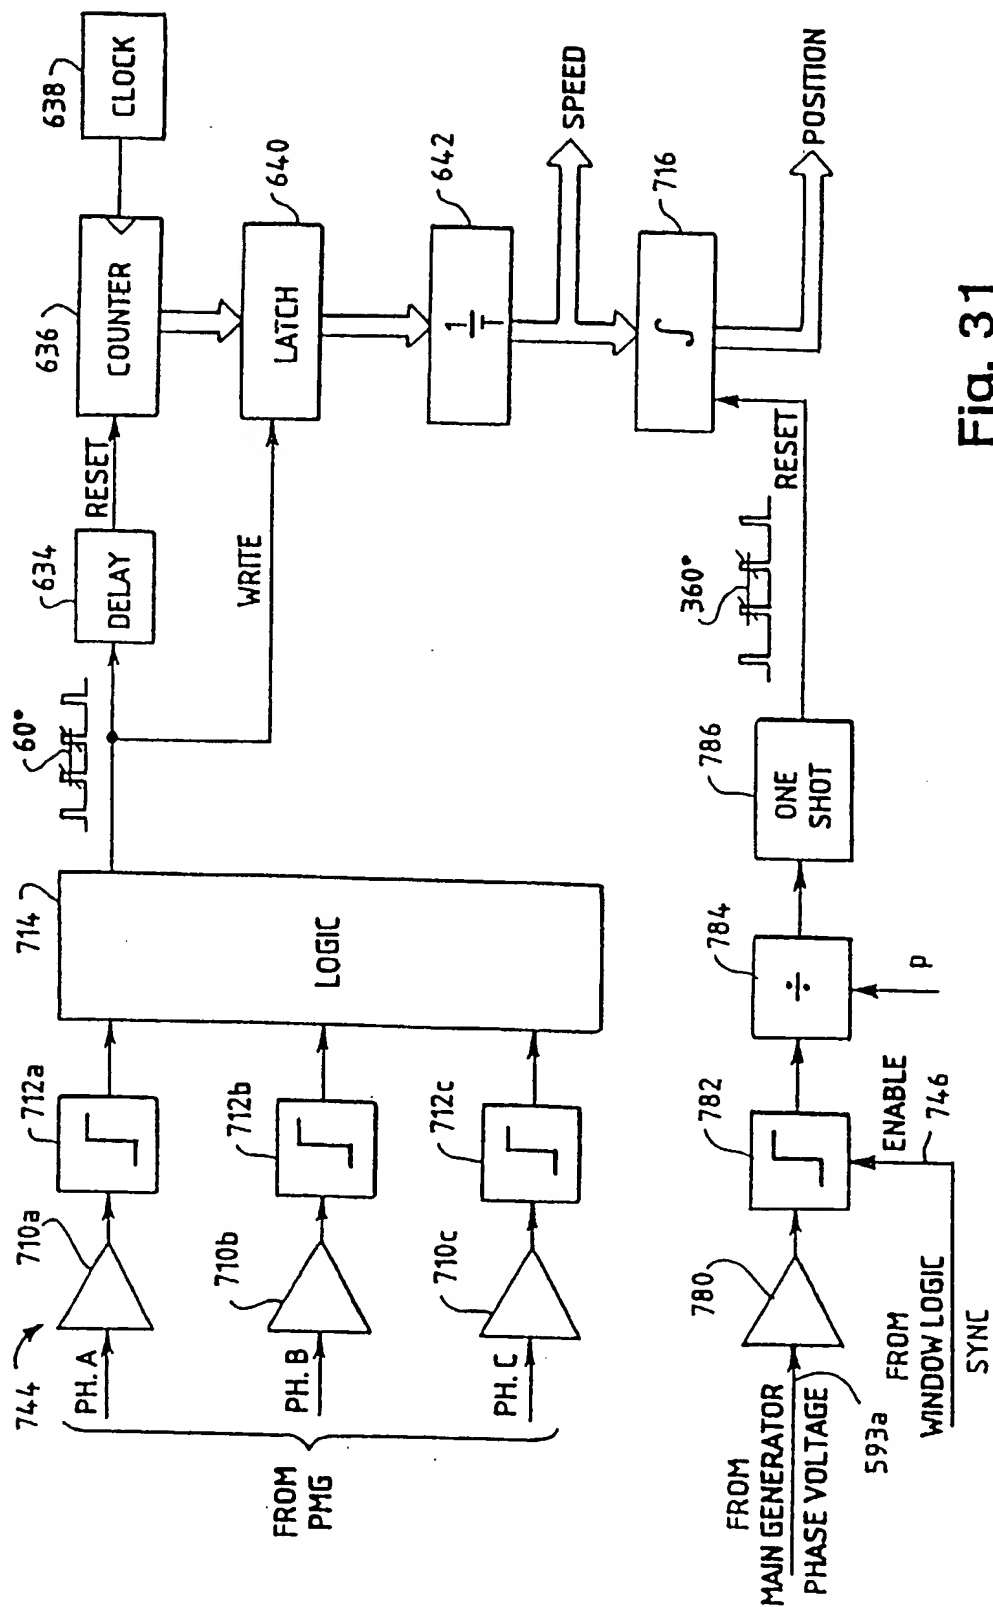 744
710a
712a
714
60°
634
636
638
PH. A
DELAY
RESET
COUNTER
CLOCK
FROM
PMG
PH. B
710b
712b
LOGIC
WRITE
LATCH
640
PH. C
710c
712c
1
T
642
SPEED
FROM
MAIN GENERATOR
PHASE VOLTAGE
593a
780
782
784
÷
786
ONE
SHOT
360°
RESET
∫
716
POSITION
FROM
WINDOW LOGIC
SYNC
ENABLE
746
P
Fig. 31